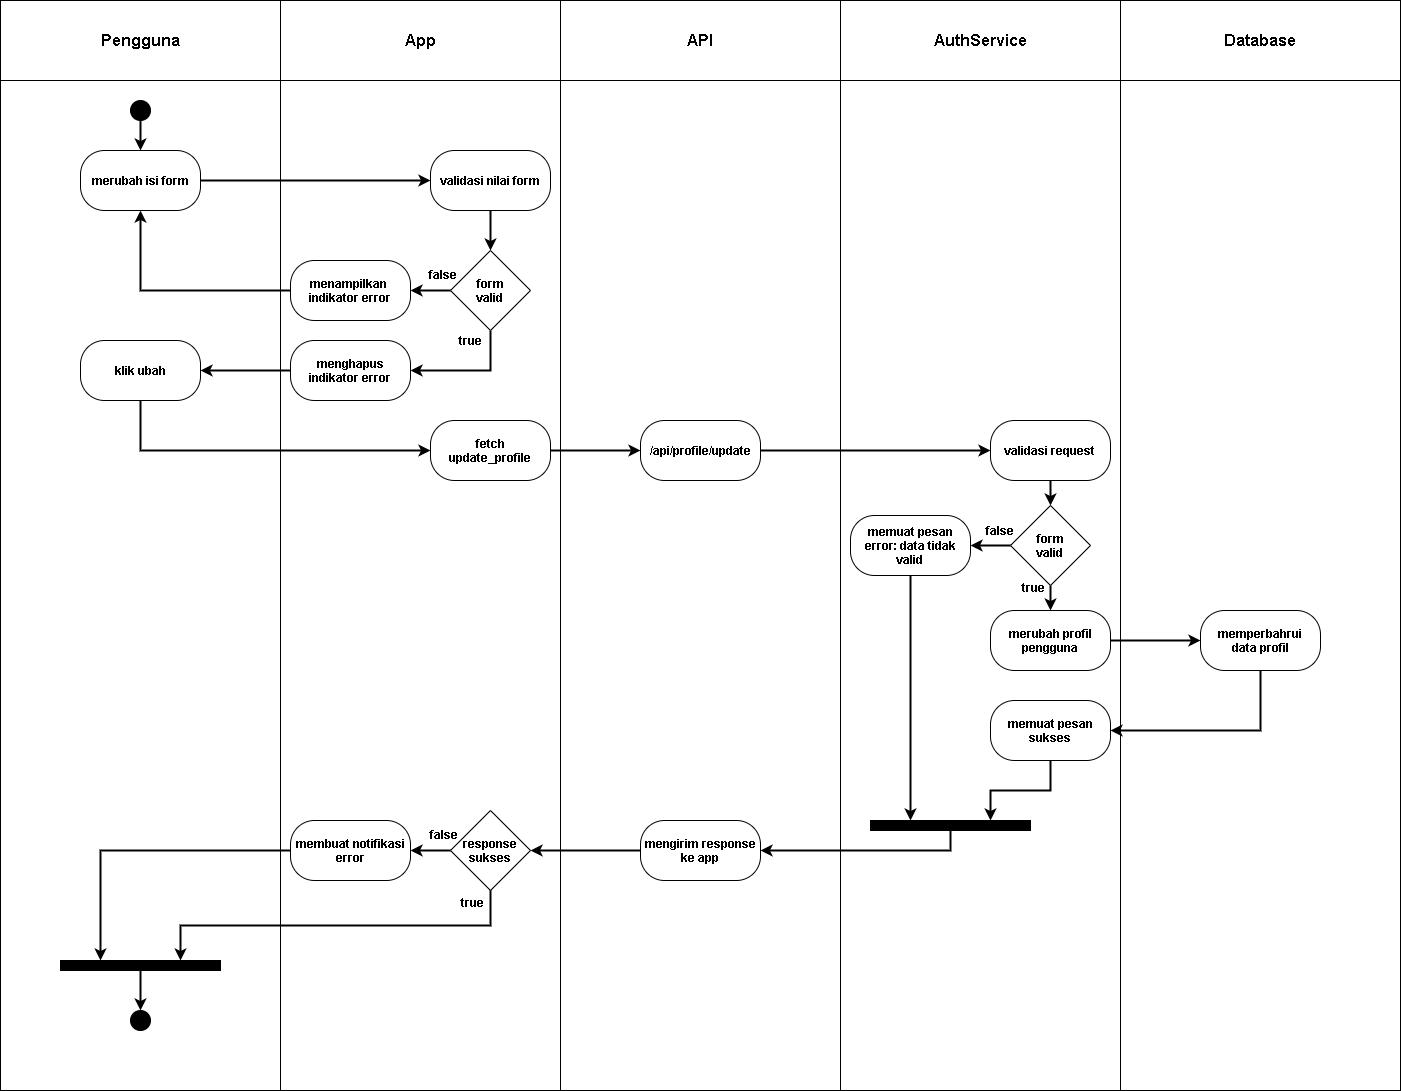 Pengguna
App
API
AuthService
Database
merubah isi form
validasi nilai form
menampilkan
indikator error
false
form
valid
true
klik ubah
menghapus
indikator error
fetch
update_profile
/api/profile/update
validasi request
memuat pesan
error: data tidak
valid
false
form
valid
true
merubah profil
pengguna
memperbahrui
data profil
memuat pesan
sukses
membuat notifikasi
error
false
response
sukses
true
mengirim response
ke app